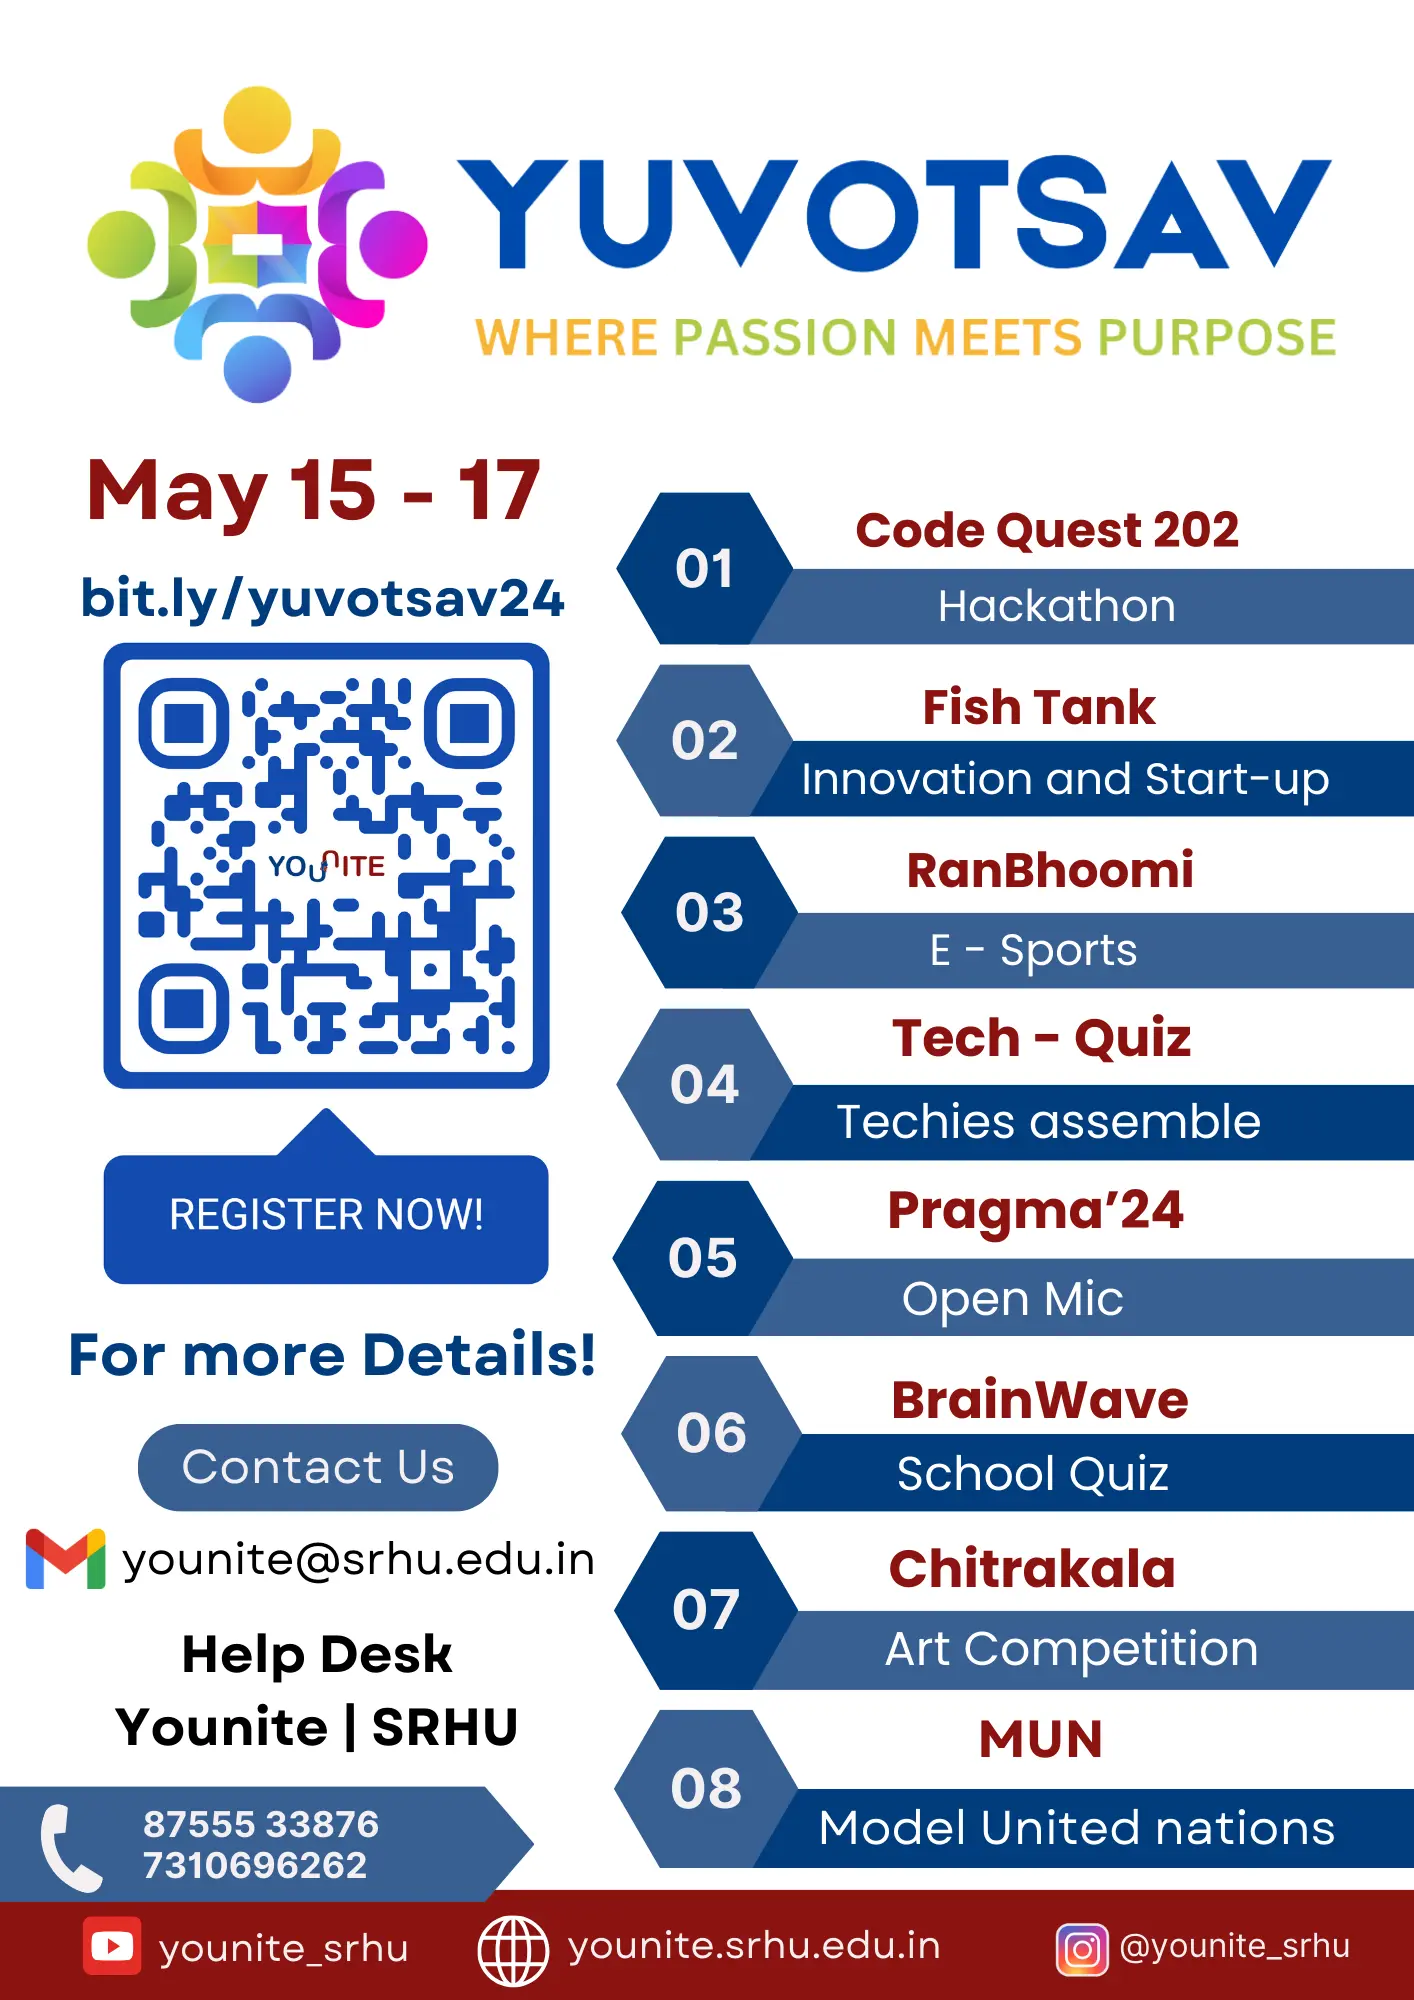 YUVOTSAV
WHERE PASSION MEETS PURPOSE
May 15 - 17
bit.ly/yuvotsav24
YOUNITE
REGISTER NOW!
For more Details!
Contact Us
younite@srhu.edu.in
Help Desk
Younite | SRHU
87555 33876
7310696262
01
Code Quest 202
Hackathon
02
Fish Tank
Innovation and Start-up
03
RanBhoomi
E - Sports
04
Tech - Quiz
Techies assemble
05
Pragma’24
Open Mic
06
BrainWave
School Quiz
07
Chitrakala
Art Competition
08
MUN
Model United nations
younite_srhu
younite.srhu.edu.in
@younite_srhu